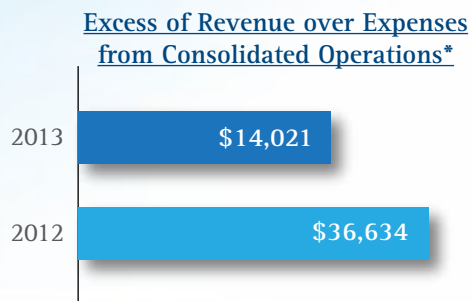 Excess of Revenue over Expenses
from Consolidated Operations*
2013 $14,021
2012 $36,634